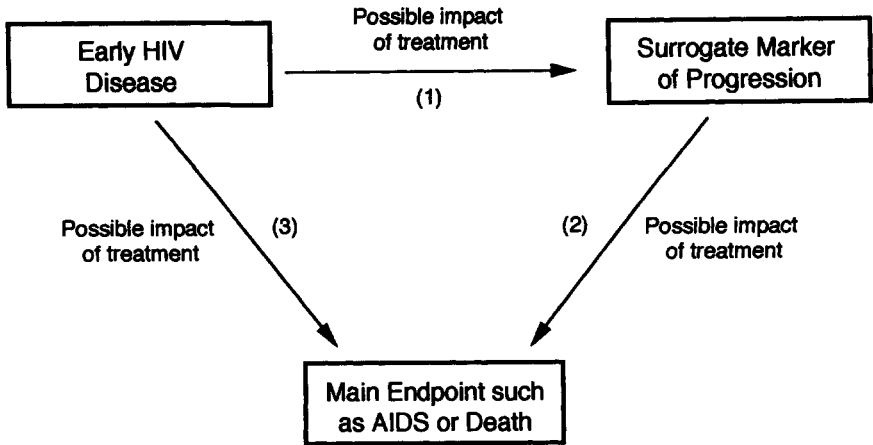 Possible impact
of treatment
Early HIV
Disease
Surrogate Marker
of Progression
(1)
Possible impact
of treatment
(3)
(2)
Possible impact
of treatment
Main Endpoint such
as AIDS or Death